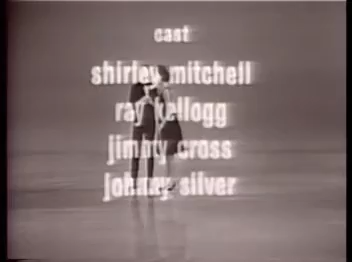 cast
shirley mitchell
ray kellogg
jimmy cross
johnny silver